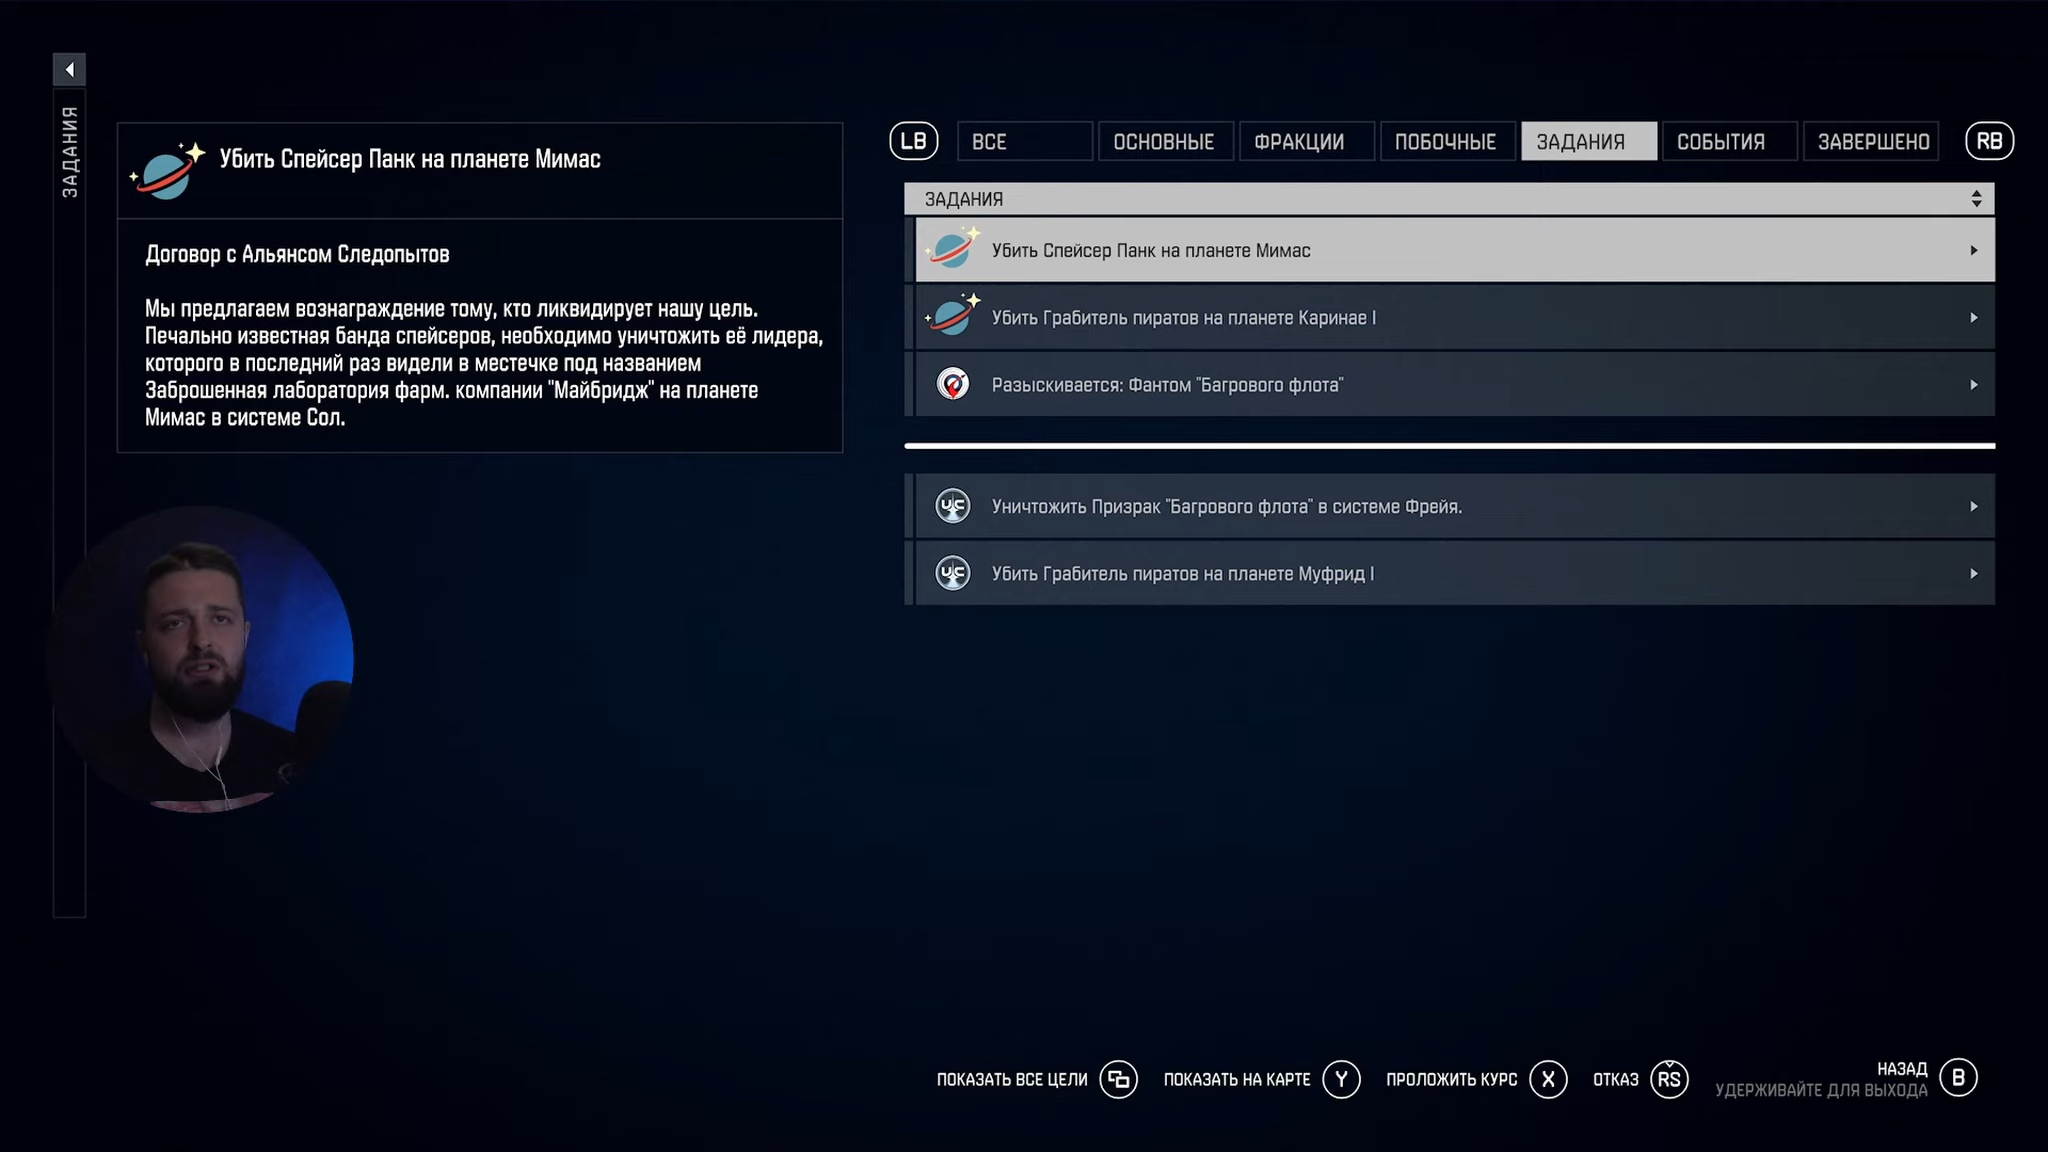 ЗАДАНИЯ
Убить Спейсер Панк на планете Мимас
Договор с Альянсом Следопытов
Мы предлагаем вознаграждение тому, кто ликвидирует нашу цель.
Печально известная банда спейсеров, необходимо уничтожить её лидера,
которого в последний раз видели в местечке под названием
Заброшенная лаборатория фарм. компании "Майбридж" на планете
Мимас в системе Сол.
LB ВСЕ ОСНОВНЫЕ ФРАКЦИИ ПОБОЧНЫЕ ЗАДАНИЯ СОБЫТИЯ ЗАВЕРШЕНО RB
ЗАДАНИЯ
Убить Спейсер Панк на планете Мимас
Убить Грабитель пиратов на планете Каринае I
Разыскивается: Фантом "Багрового флота"
UC Уничтожить Призрак "Багрового флота" в системе Фрейя.
UC Убить Грабитель пиратов на планете Муфрид I
ПОКАЗАТЬ ВСЕ ЦЕЛИ ПОКАЗАТЬ НА КАРТЕ Y ПРОЛОЖИТЬ КУРС X ОТКАЗ RS НАЗАД B
УДЕРЖИВАЙТЕ ДЛЯ ВЫХОДА